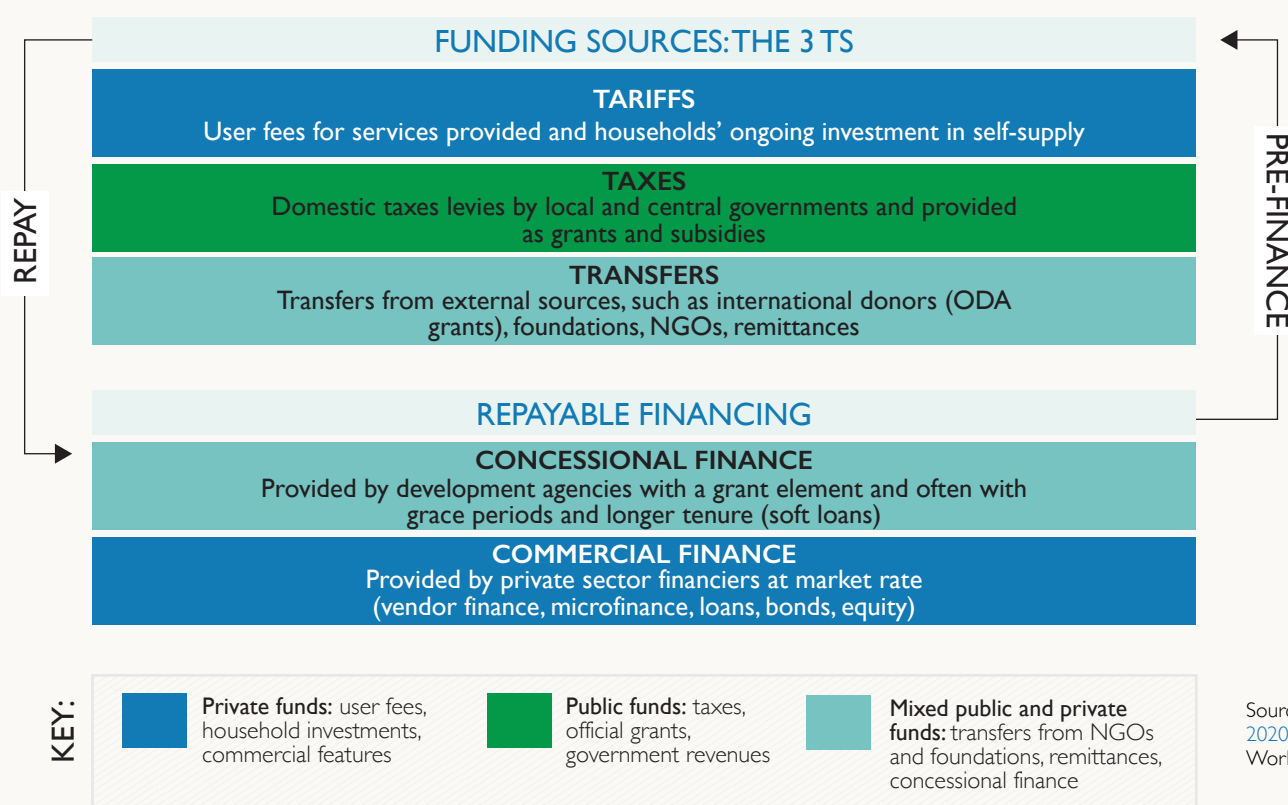 FUNDING SOURCES: THE 3 TS
TARIFFS
User fees for services provided and households’ ongoing investment in self-supply
TAXES
Domestic taxes levies by local and central governments and provided
as grants and subsidies
TRANSFERS
Transfers from external sources, such as international donors (ODA
grants), foundations, NGOs, remittances
REPAY
PRE-FINANCE
REPAYABLE FINANCING
CONCESSIONAL FINANCE
Provided by development agencies with a grant element and often with
grace periods and longer tenure (soft loans)
COMMERCIAL FINANCE
Provided by private sector financiers at market rate
(vendor finance, microfinance, loans, bonds, equity)
KEY:
Private funds: user fees,
household investments,
commercial features
Public funds: taxes,
official grants,
government revenues
Mixed public and private
funds: transfers from NGOs
and foundations, remittances,
concessional finance
2020